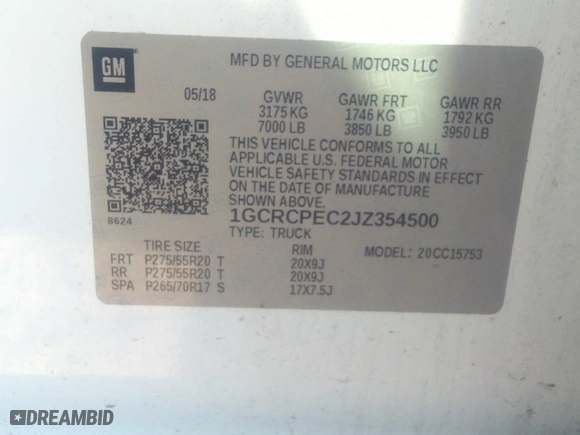 GM
MFD BY GENERAL MOTORS LLC
05/18 GVWR GAWR FRT GAWR RR
3175 KG 1746 KG 1792 KG
7000 LB 3850 LB 3950 LB
THIS VEHICLE CONFORMS TO ALL
APPLICABLE U.S. FEDERAL MOTOR
VEHICLE SAFETY STANDARDS IN EFFECT
ON THE DATE OF MANUFACTURE
SHOWN ABOVE.
8624 1GCRCPEC2JZ354500
TYPE: TRUCK
TIRE SIZE RIM MODEL: 20CC15753
FRT P275/55R20 T 20X9J
RR P275/55R20 T 20X9J
SPA P265/70R17 S 17X7.5J
DREAMBID